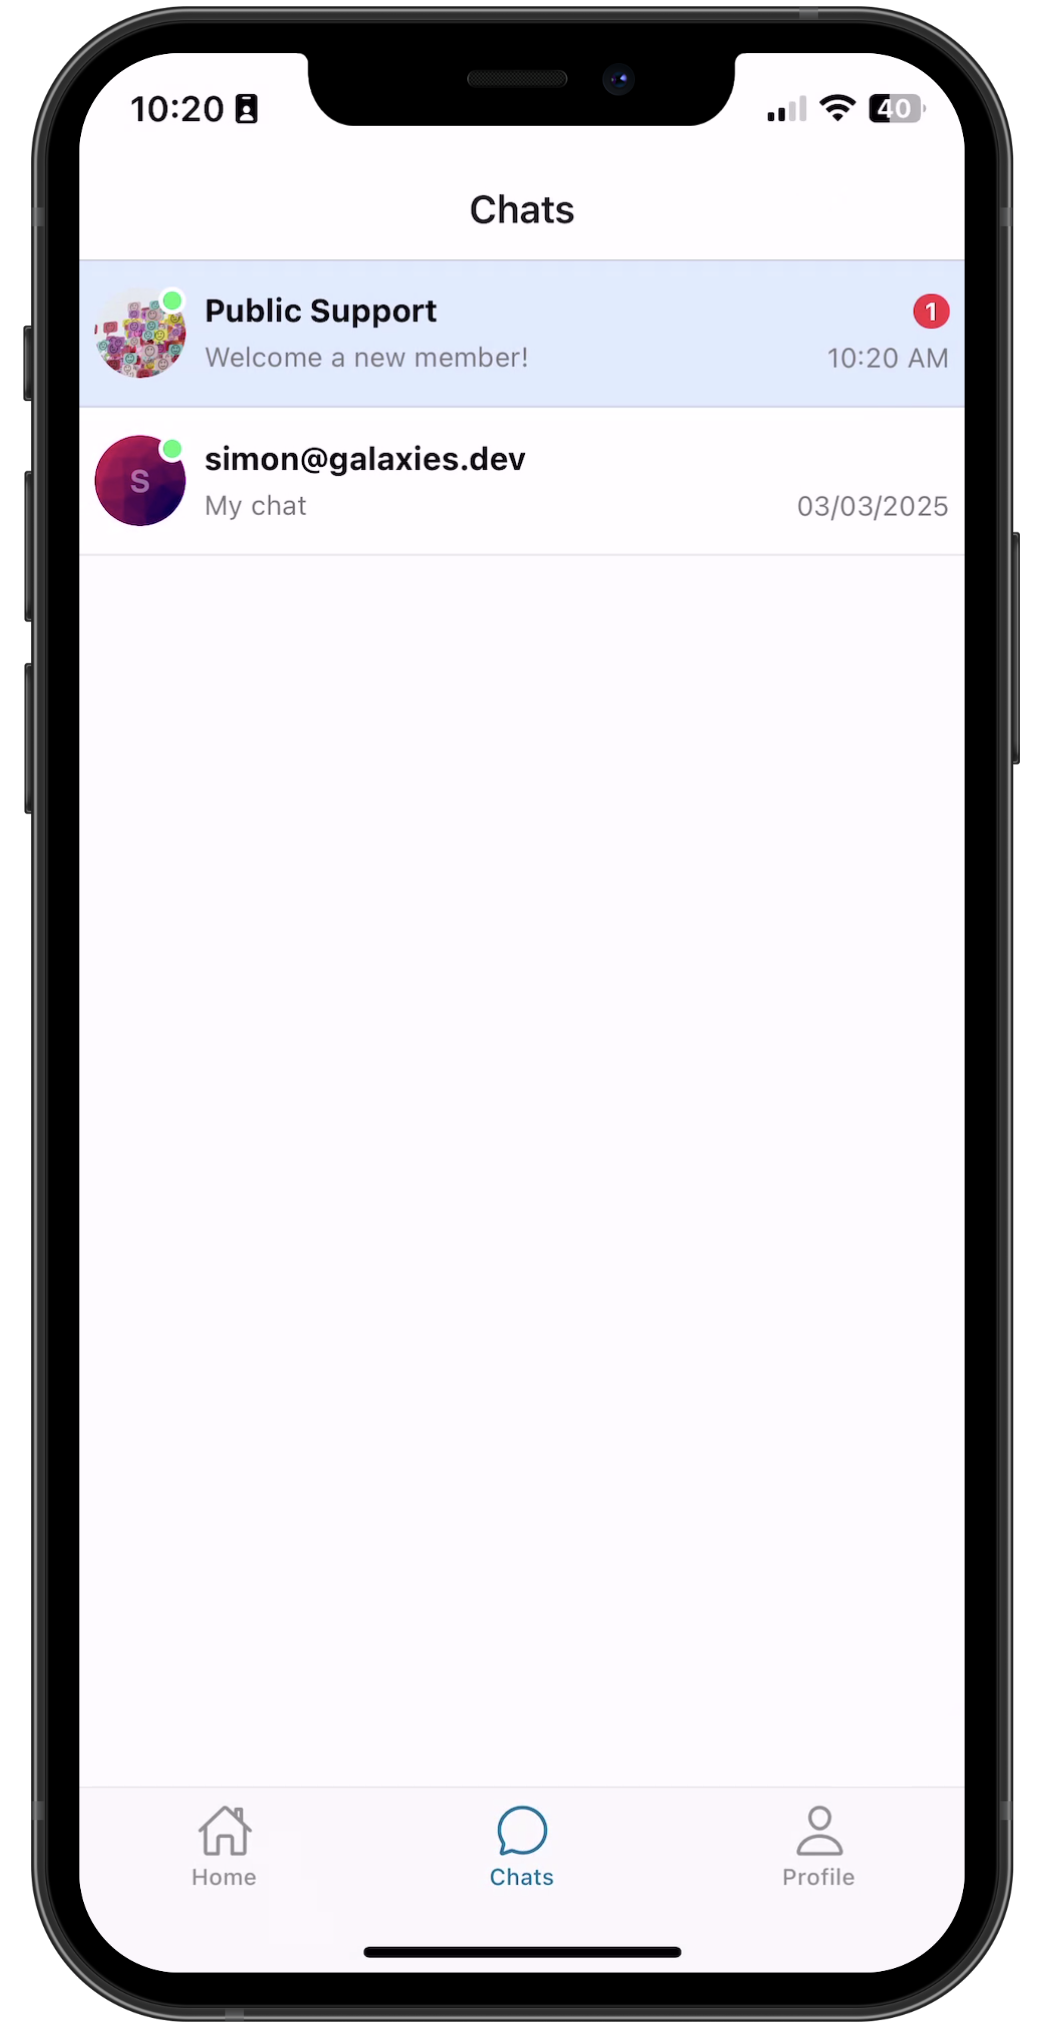 10:20
40
Chats
Public Support
1
Welcome a new member!
10:20 AM
S
simon@galaxies.dev
My chat
03/03/2025
Home
Chats
Profile